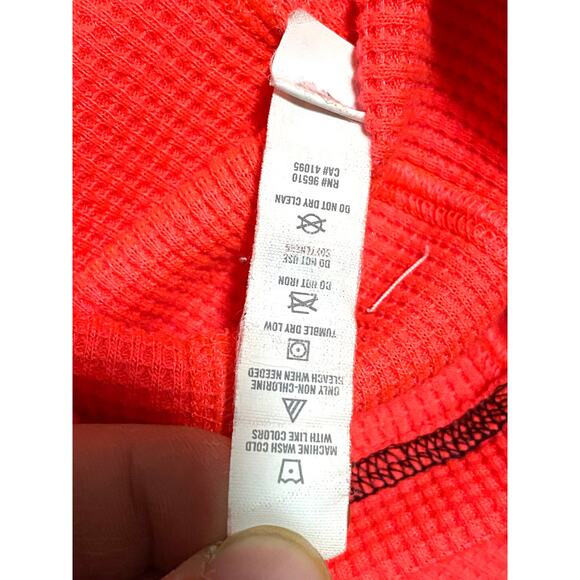 MACHINE WASH COLD
WITH LIKE COLORS
ONLY NON-CHLORINE
BLEACH WHEN NEEDED
TUMBLE DRY LOW
DO NOT IRON
DO NOT USE
SOFTENERS
DO NOT DRY CLEAN
RN# 96510
CA# 41095